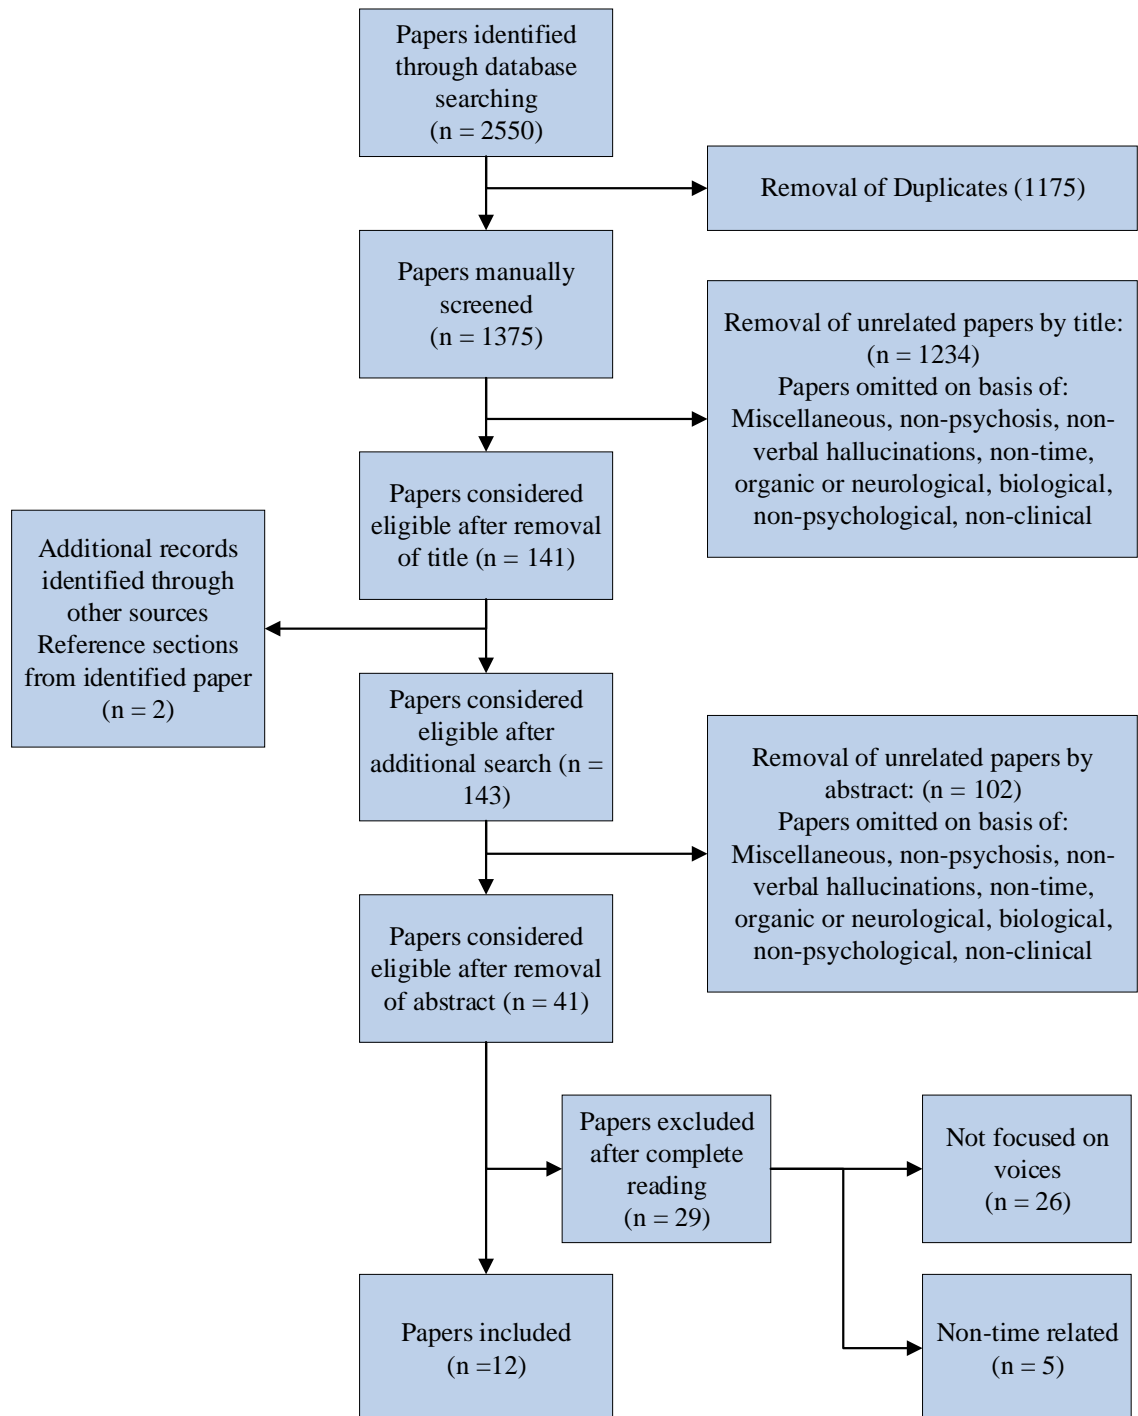 Papers identified
through database
searching
(n = 2550)
Removal of Duplicates (1175)
Papers manually
screened
(n = 1375)
Removal of unrelated papers by title:
(n = 1234)
Papers omitted on basis of:
Miscellaneous, non-psychosis, non-
verbal hallucinations, non-time,
organic or neurological, biological,
non-psychological, non-clinical
Papers considered
eligible after removal
of title (n = 141)
Additional records
identified through
other sources
Reference sections
from identified paper
(n = 2)
Papers considered
eligible after
additional search (n =
143)
Removal of unrelated papers by
abstract: (n = 102)
Papers omitted on basis of:
Miscellaneous, non-psychosis, non-
verbal hallucinations, non-time,
organic or neurological, biological,
non-psychological, non-clinical
Papers considered
eligible after removal
of abstract (n = 41)
Papers excluded
after complete
reading
(n = 29)
Not focused on
voices
(n = 26)
Papers included
(n =12)
Non-time related
(n = 5)